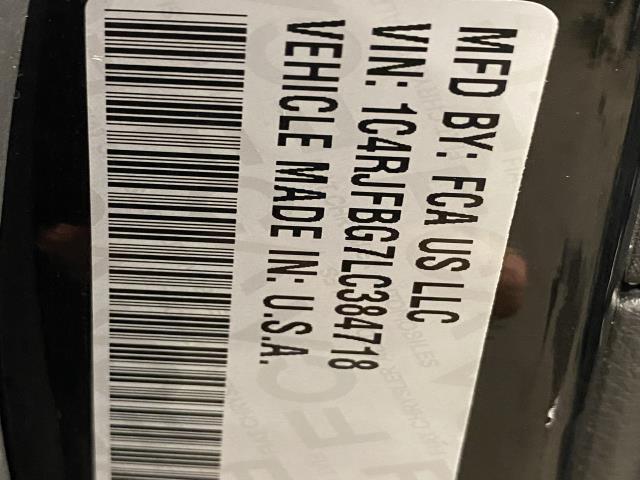 MFD BY: FCA US LLC
VIN: 1C4RJFBG7LC384718
VEHICLE MADE IN: U.S.A.